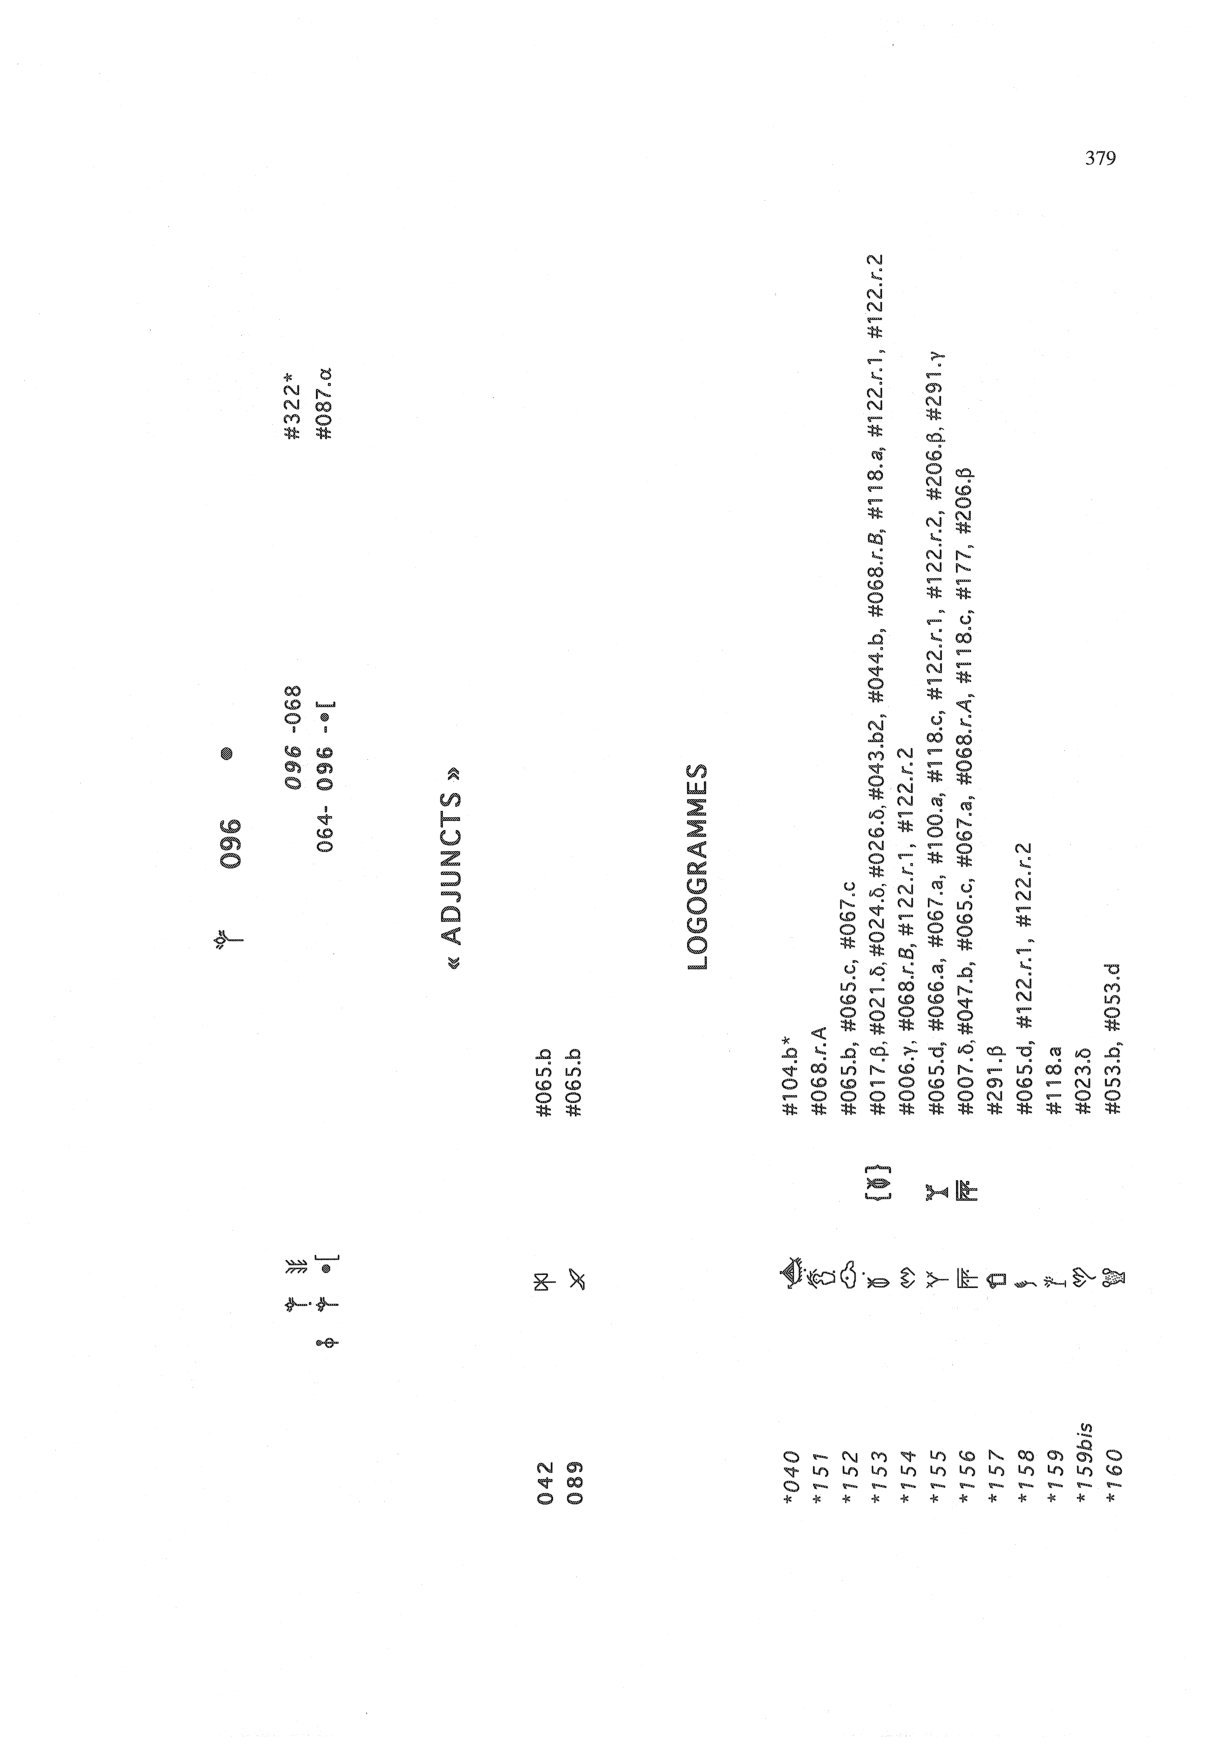 379
096 •
096 -068 #322*
064- 096 -•[ #087.α
« ADJUNCTS »
042 #065.b
089 #065.b
LOGOGRAMMES
*040 #104.b*
*151 #068.r.A
*152 #065.b, #065.c, #067.c
*153 { } #017.β, #021.δ, #024.δ, #026.δ, #043.b2, #044.b, #068.r.B, #118.a, #122.r.1, #122.r.2
*154 #006.γ, #068.r.B, #122.r.1, #122.r.2
*155 #065.d, #066.a, #067.a, #100.a, #118.c, #122.r.1, #122.r.2, #206.β, #291.γ
*156 #007.δ, #047.b, #065.c, #067.a, #068.r.A, #118.c, #177, #206.β
*157 #291.β
*158 #065.d, #122.r.1, #122.r.2
*159 #118.a
*159bis #023.δ
*160 #053.b, #053.d